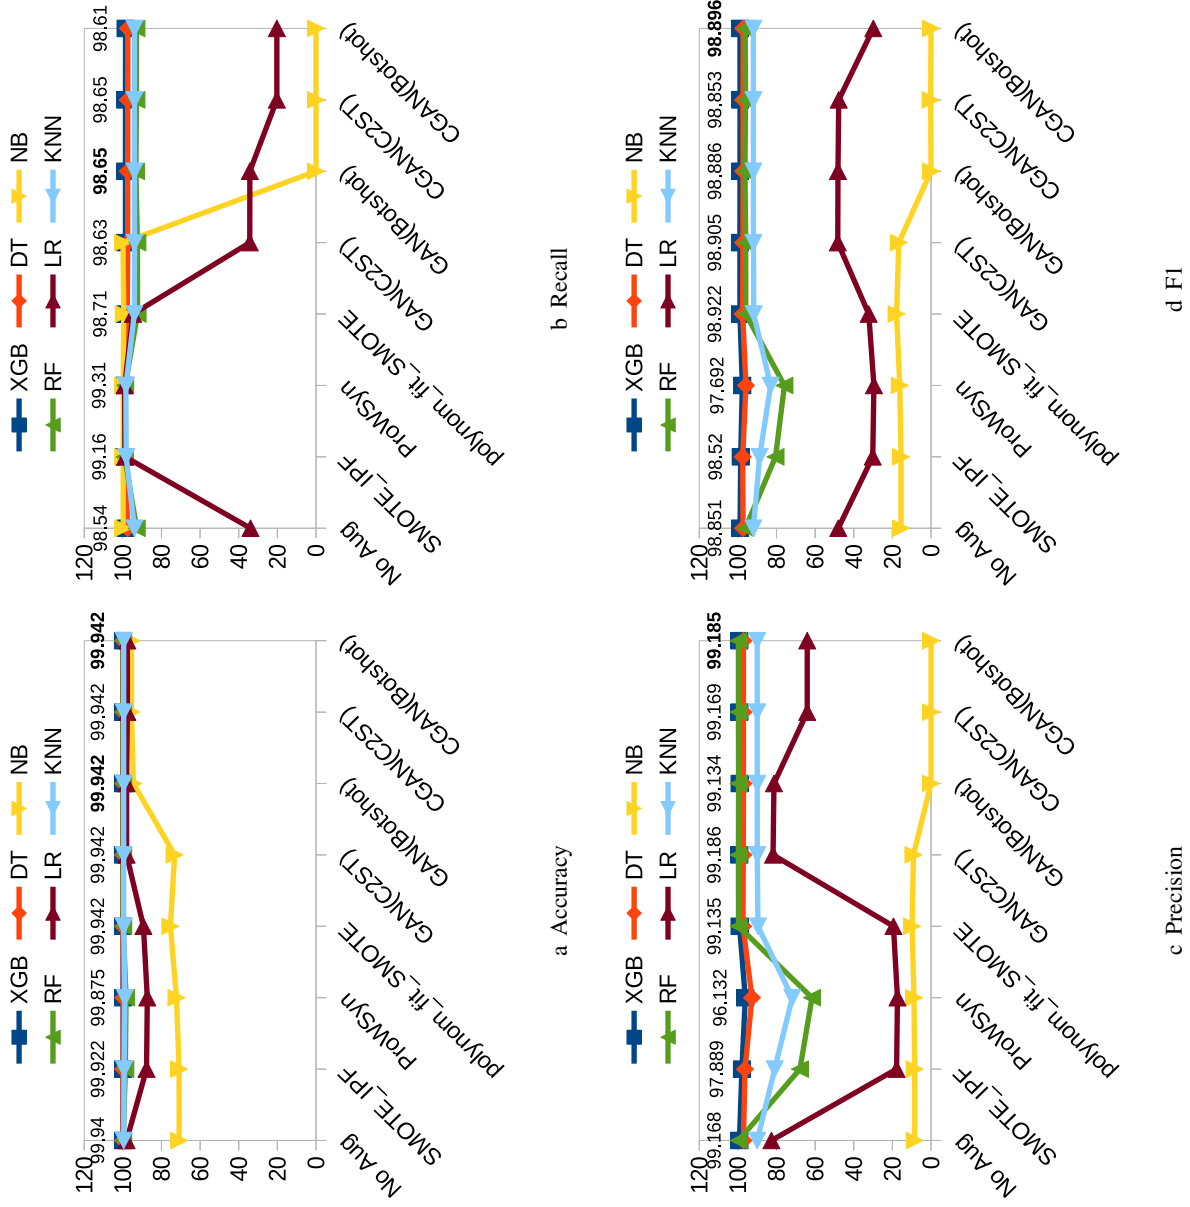 XGB DT NB
RF LR KNN
120
99.94 99.922 99.875 99.942 99.942 99.942 99.942 99.942
100
80
60
40
20
0
No Aug
SMOTE_IPF
ProWSyn
polynom_fit_SMOTE
GAN(C2ST)
GAN(Botshot)
CGAN(C2ST)
CGAN(Botshot)
a Accuracy
XGB DT NB
RF LR KNN
120
98.54 99.16 99.31 98.71 98.63 98.65 98.65 98.61
100
80
60
40
20
0
No Aug
SMOTE_IPF
ProWSyn
polynom_fit_SMOTE
GAN(C2ST)
GAN(Botshot)
CGAN(C2ST)
CGAN(Botshot)
b Recall
XGB DT NB
RF LR KNN
120
99.168 97.889 96.132 99.135 99.186 99.134 99.169 99.185
100
80
60
40
20
0
No Aug
SMOTE_IPF
ProWSyn
polynom_fit_SMOTE
GAN(C2ST)
GAN(Botshot)
CGAN(C2ST)
CGAN(Botshot)
c Precision
XGB DT NB
RF LR KNN
120
98.851 98.52 97.692 98.922 98.905 98.886 98.853 98.896
100
80
60
40
20
0
No Aug
SMOTE_IPF
ProWSyn
polynom_fit_SMOTE
GAN(C2ST)
GAN(Botshot)
CGAN(C2ST)
CGAN(Botshot)
d F1